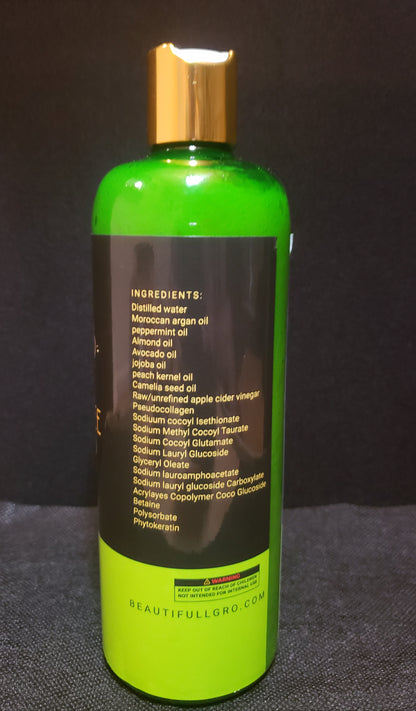 INGREDIENTS:
Distilled water
Moroccan argan oil
peppermint oil
Almond oil
Avocado oil
jojoba oil
peach kernel oil
Camelia seed oil
Raw/unrefined apple cider vinegar
Pseudocollagen
Sodiuum cocoyl Isethionate
Sodium Methyl Cocoyl Taurate
Sodium Cocoyl Glutamate
Sodium Lauryl Glucoside
Glyceryl Oleate
Sodium lauroamphoacetate
Sodium lauryl glucoside Carboxylate
Acrylayes Copolymer Coco Glucoside
Betaine
Polysorbate
Phytokeratin
WARNING
KEEP OUT OF REACH OF CHILDREN
NOT INTENDED FOR INTERNAL USE
BEAUTIFULLGRO.COM